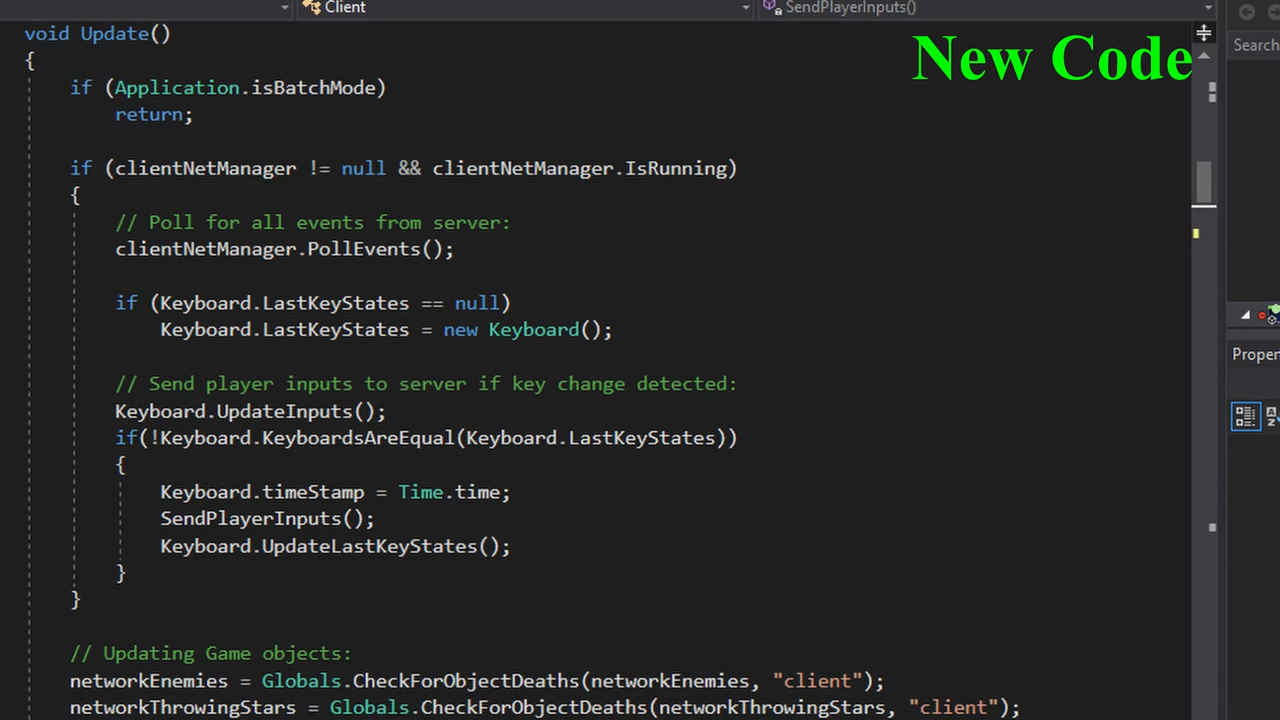 Client
SendPlayerInputs()
New Code
Search
void Update()
{
if (Application.isBatchMode)
return;
if (clientNetManager != null && clientNetManager.IsRunning)
{
// Poll for all events from server:
clientNetManager.PollEvents();
if (Keyboard.LastKeyStates == null)
Keyboard.LastKeyStates = new Keyboard();
// Send player inputs to server if key change detected:
Keyboard.UpdateInputs();
if(!Keyboard.KeyboardsAreEqual(Keyboard.LastKeyStates))
{
Keyboard.timeStamp = Time.time;
SendPlayerInputs();
Keyboard.UpdateLastKeyStates();
}
}
// Updating Game objects:
networkEnemies = Globals.CheckForObjectDeaths(networkEnemies, "client");
networkThrowingStars = Globals.CheckForObjectDeaths(networkThrowingStars, "client");
Proper